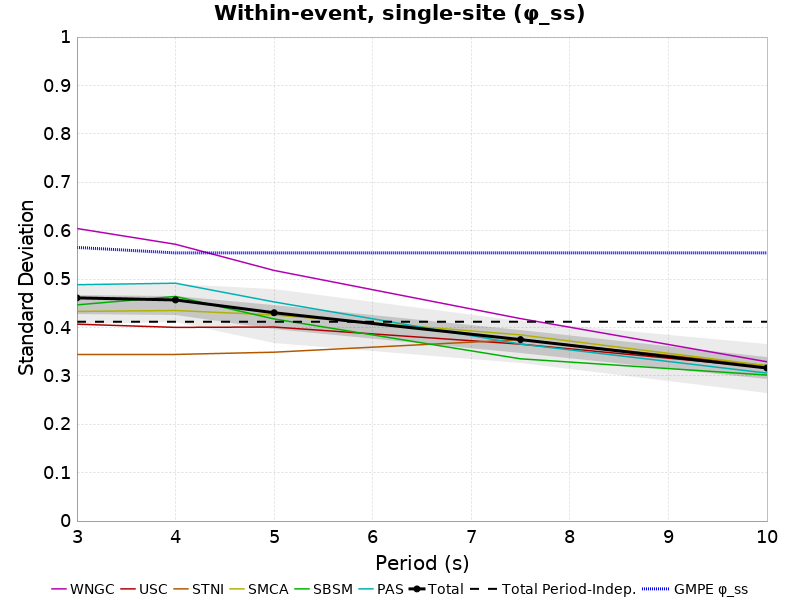 Within-event, single-site (φ_ss)
Standard Deviation
1
0.9
0.8
0.7
0.6
0.5
0.4
0.3
0.2
0.1
0
3 4 5 6 7 8 9 10
Period (s)
WNGC USC STNI SMCA SBSM PAS Total Total Period-Indep. GMPE φ_ss